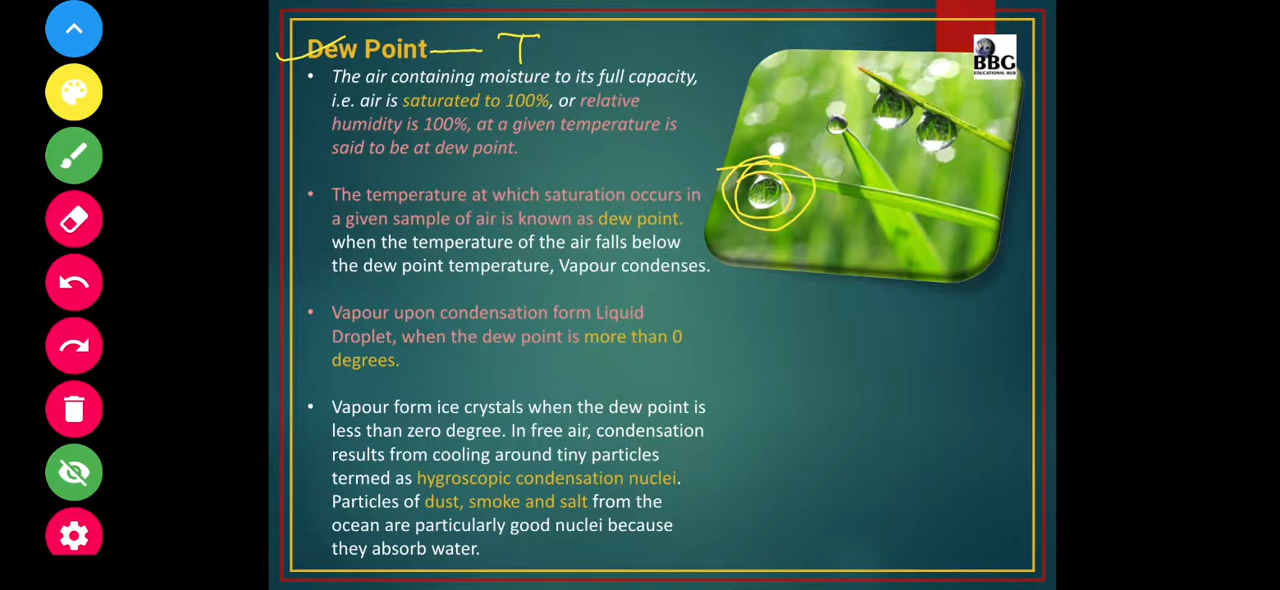 Dew Point — T
BBG
EDUCATIONAL HUB
• The air containing moisture to its full capacity,
i.e. air is saturated to 100%, or relative
humidity is 100%, at a given temperature is
said to be at dew point.
• The temperature at which saturation occurs in
a given sample of air is known as dew point.
when the temperature of the air falls below
the dew point temperature, Vapour condenses.
• Vapour upon condensation form Liquid
Droplet, when the dew point is more than 0
degrees.
• Vapour form ice crystals when the dew point is
less than zero degree. In free air, condensation
results from cooling around tiny particles
termed as hygroscopic condensation nuclei.
Particles of dust, smoke and salt from the
ocean are particularly good nuclei because
they absorb water.